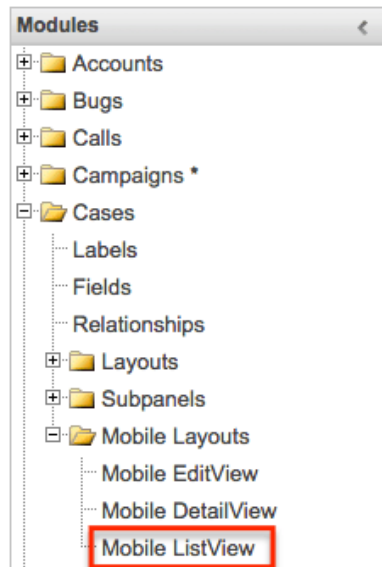 Modules
Accounts
Bugs
Calls
Campaigns *
Cases
Labels
Fields
Relationships
Layouts
Subpanels
Mobile Layouts
Mobile EditView
Mobile DetailView
Mobile ListView